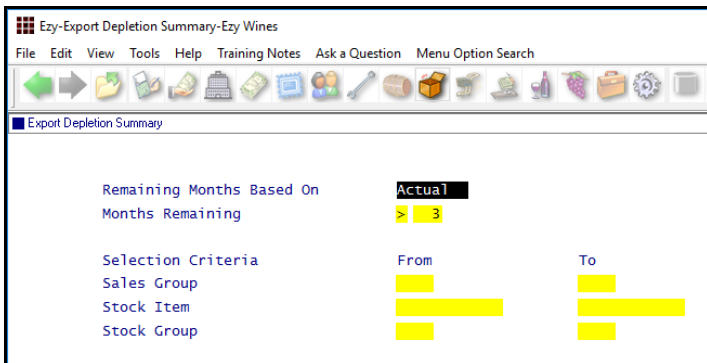 Ezy-Export Depletion Summary-Ezy Wines
File Edit View Tools Help Training Notes Ask a Question Menu Option Search
Export Depletion Summary
Remaining Months Based On Actual
Months Remaining > 3
Selection Criteria From To
Sales Group
Stock Item
Stock Group